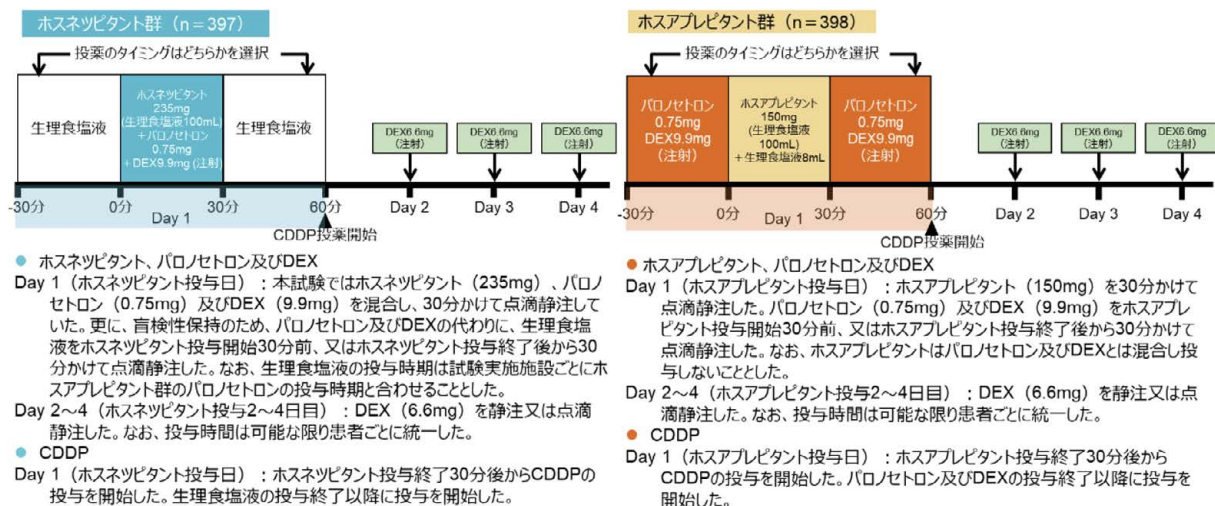 ホスネツピタント群（n＝397）
投薬のタイミングはどちらかを選択
生理食塩液
ホスネツピタント
235mg
(生理食塩液100mL)
＋パロノセトロン
0.75mg
＋DEX9.9mg (注射)
生理食塩液
DEX6.6mg
（注射）
DEX6.6mg
（注射）
DEX6.6mg
（注射）
-30分
0分
Day 1
30分
60分
Day 2
Day 3
Day 4
CDDP投薬開始
● ホスネツピタント、パロノセトロン及びDEX
Day 1（ホスネツピタント投与日）：本試験ではホスネツピタント（235mg）、パロノ
セトロン（0.75mg）及びDEX（9.9mg）を混合し、30分かけて点滴静注して
いた。更に、盲検性保持のため、パロノセトロン及びDEXの代わりに、生理食塩
液をホスネツピタント投与開始30分前、又はホスネツピタント投与終了後から30
分かけて点滴静注した。なお、生理食塩液の投与時期は試験実施施設ごとにホ
スアプレピタント群のパロノセトロンの投与時期と合わせることとした。
Day 2～4（ホスネツピタント投与2～4日目）：DEX（6.6mg）を静注又は点滴
静注した。なお、投与時間は可能な限り患者ごとに統一した。
● CDDP
Day 1（ホスネツピタント投与日）：ホスネツピタント投与終了30分後からCDDPの
投与を開始した。生理食塩液の投与終了以降に投与を開始した。
ホスアプレピタント群（n＝398）
投薬のタイミングはどちらかを選択
パロノセトロン
0.75mg
DEX9.9mg
（注射）
ホスアプレピタント
150mg
(生理食塩液
100mL)
＋生理食塩液8mL
パロノセトロン
0.75mg
DEX9.9mg
（注射）
DEX6.6mg
（注射）
DEX6.6mg
（注射）
DEX6.6mg
（注射）
-30分
0分
Day 1
30分
60分
Day 2
Day 3
Day 4
CDDP投薬開始
● ホスアプレピタント、パロノセトロン及びDEX
Day 1（ホスアプレピタント投与日）：ホスアプレピタント（150mg）を30分かけて
点滴静注した。パロノセトロン（0.75mg）及びDEX（9.9mg）をホスアプレ
ピタント投与開始30分前、又はホスアプレピタント投与終了後から30分かけて
点滴静注した。なお、ホスアプレピタントはパロノセトロン及びDEXとは混合し投
与しないこととした。
Day 2～4（ホスアプレピタント投与2～4日目）：DEX（6.6mg）を静注又は点
滴静注した。なお、投与時間は可能な限り患者ごとに統一した。
● CDDP
Day 1（ホスアプレピタント投与日）：ホスアプレピタント投与終了30分後から
CDDPの投与を開始した。パロノセトロン及びDEXの投与終了以降に投与を
開始した。